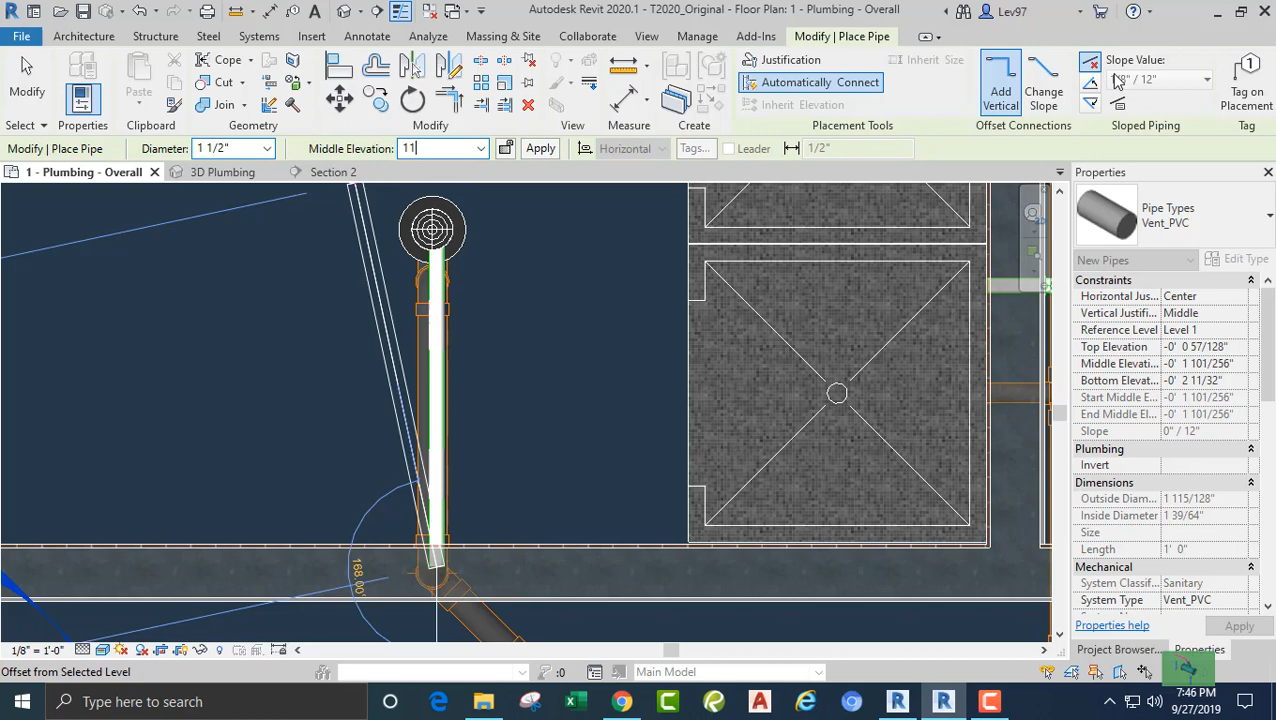 Autodesk Revit 2020.1 - T2020_Original - Floor Plan: 1 - Plumbing - Overall
Lev97
File Architecture Structure Steel Systems Insert Annotate Analyze Massing & Site Collaborate View Manage Add-Ins Modify | Place Pipe
Modify
Select
Properties
Paste
Clipboard
Cope
Cut
Join
Geometry
Modify
View
Measure
Create
Justification
Automatically Connect
Inherit Elevation
Inherit Size
Placement Tools
Add Vertical
Change Slope
Offset Connections
Slope Value:
/ 12"
Sloped Piping
Tag on Placement
Tag
Modify | Place Pipe Diameter: 1 1/2" Middle Elevation: 11 Apply Horizontal Tags... Leader 1/2"
1 - Plumbing - Overall 3D Plumbing Section 2
168.00°
Properties
Pipe Types
Vent_PVC
New Pipes Edit Type
Constraints
Horizontal Jus... Center
Vertical Justifi... Middle
Reference Level Level 1
Top Elevation -0' 0 57/128"
Middle Elevati... -0' 1 101/256"
Bottom Elevat... -0' 2 11/32"
Start Middle E... -0' 1 101/256"
End Middle El... -0' 1 101/256"
Slope 0" / 12"
Plumbing
Invert
Dimensions
Outside Diam... 1 115/128"
Inside Diameter 1 39/64"
Size
Length 1' 0"
Mechanical
System Classif... Sanitary
System Type Vent_PVC
Properties help Apply
Project Browser... Properties
1/8" = 1'-0"
Offset from Selected Level :0 Main Model
Type here to search
7:46 PM
9/27/2019